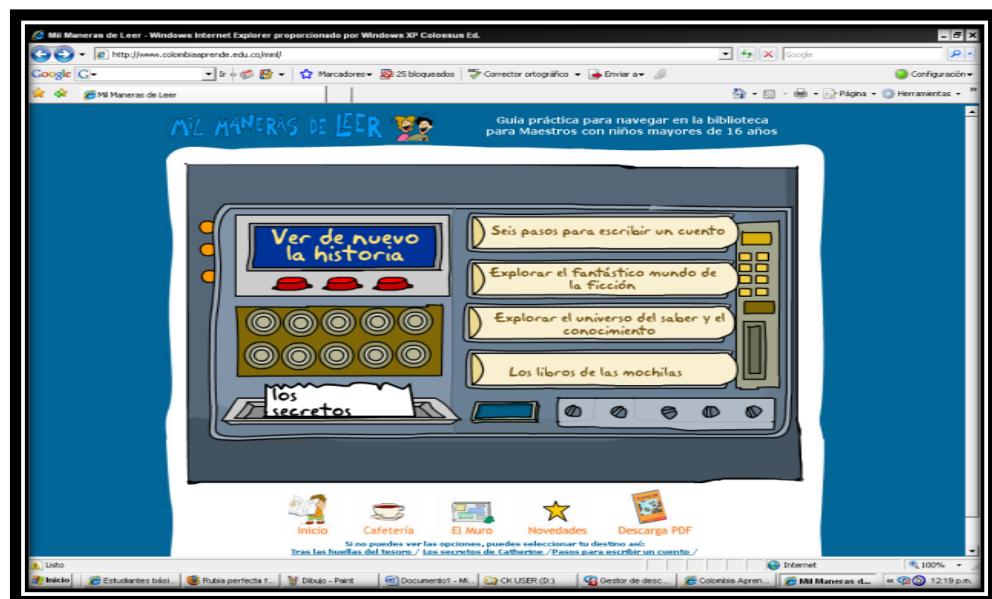 Mil Maneras de Leer - Windows Internet Explorer proporcionado por Windows XP Colossus Ed.
http://www.colombiaaprende.edu.co/mml/
Google
Google G Ir Marcadores 25 bloqueados Corrector ortográfico Enviar a Configuración
Mil Maneras de Leer Página Herramientas
MIL MANERAS DE LEER
Guía práctica para navegar en la biblioteca
para Maestros con niños mayores de 16 años
Ver de nuevo
la historia
Seis pasos para escribir un cuento
Explorar el fantástico mundo de
la ficción
Explorar el universo del saber y el
conocimiento
Los libros de las mochilas
los
secretos
Inicio Cafetería El Muro Novedades Descarga PDF
Si no puedes ver las opciones, puedes seleccionar tu destino así:
Tras las huellas del tesoro / Los secretos de Catherine /Pasos para escribir un cuento /
Listo Internet 100%
Inicio Estudiantes bási... Rubia perfecta f... Dibujo - Paint Documento1 - Mi... CK USER (D:) Gestor de desc... Colombia Apren... Mil Maneras d... 12:19 p.m.